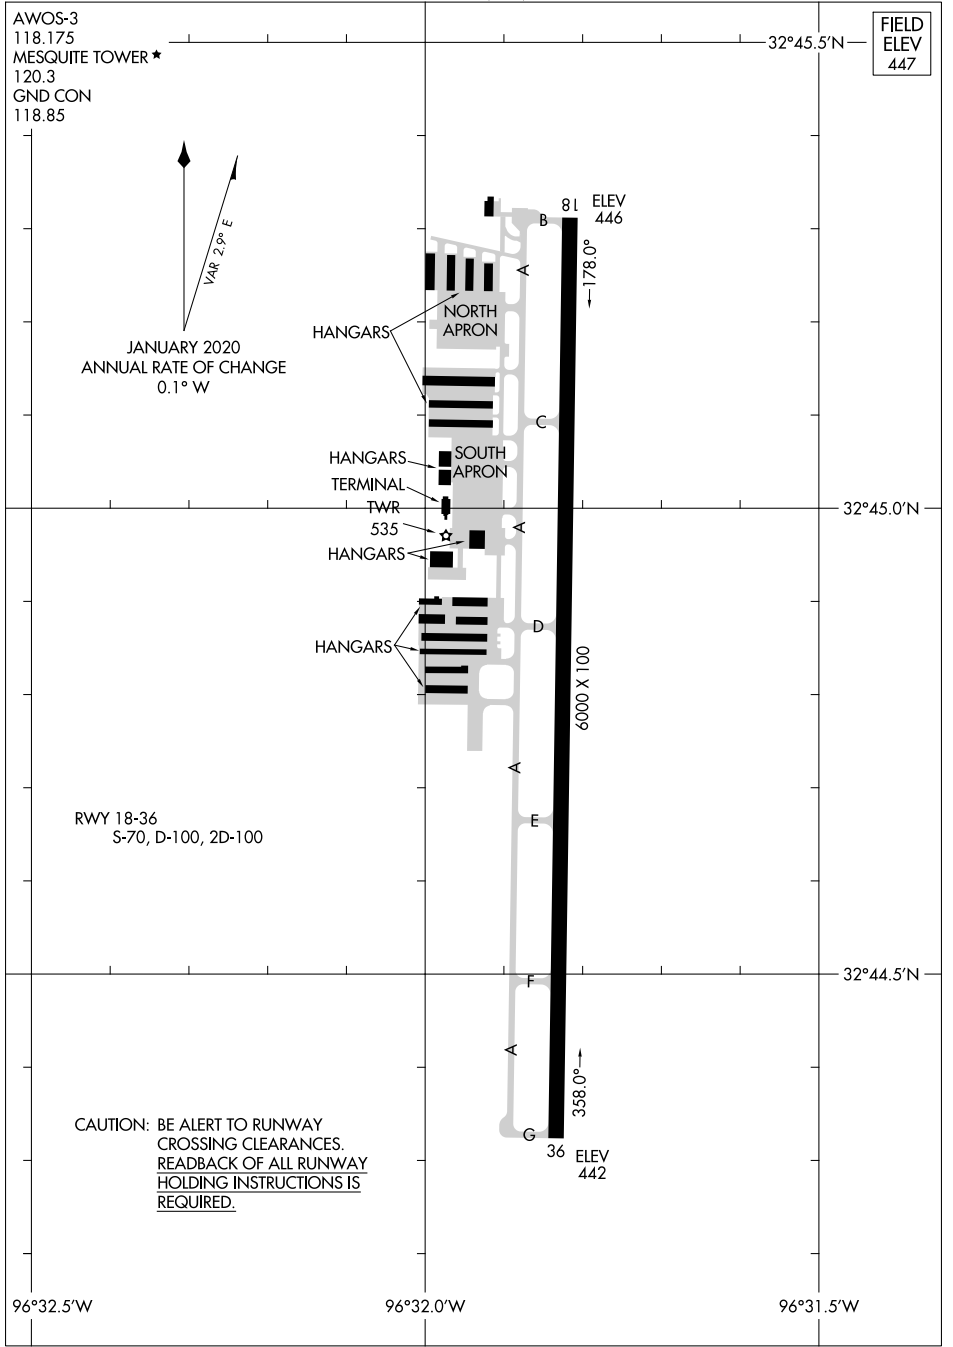 AWOS-3
118.175
MESQUITE TOWER★
120.3
GND CON
118.85
32°45.5'N
FIELD
ELEV
447
VAR 2.9° E
JANUARY 2020
ANNUAL RATE OF CHANGE
0.1° W
18
ELEV
446
B
A
178.0°
NORTH
APRON
HANGARS
C
SOUTH
APRON
HANGARS
TERMINAL
TWR
535
32°45.0'N
A
HANGARS
D
HANGARS
6000 X 100
A
RWY 18-36
S-70, D-100, 2D-100
E
32°44.5'N
F
A
358.0°
CAUTION: BE ALERT TO RUNWAY
CROSSING CLEARANCES.
READBACK OF ALL RUNWAY
HOLDING INSTRUCTIONS IS
REQUIRED.
G
36
ELEV
442
96°32.5'W
96°32.0'W
96°31.5'W